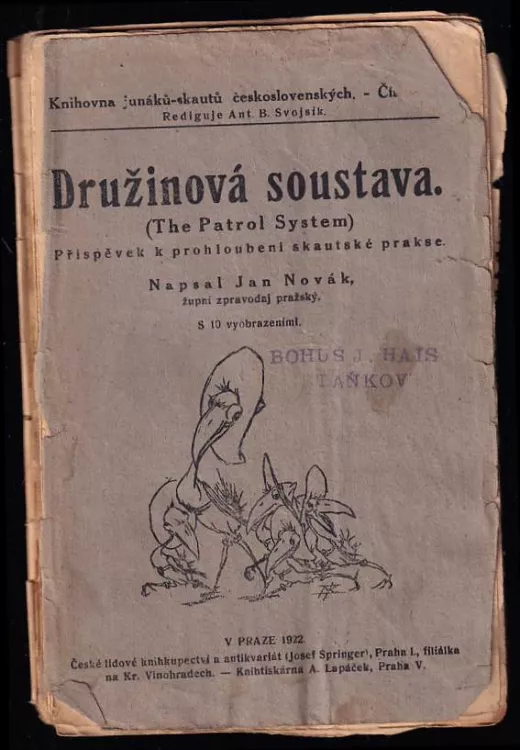 Knihovna junáků-skautů československých. - Čís
Rediguje Ant. B. Svojsík.
Družinová soustava.
(The Patrol System)
Příspěvek k prohloubení skautské prakse.
Napsal Jan Novák,
župní zpravodaj pražský.
S 10 vyobrazeními.
BOHUŠ J. HAIS
V PRAZE 1922.
České lidové knihkupectví a antikvariát (Josef Springer), Praha I., filiálka
na Kr. Vinohradech. — Knihtiskárna A. Lapáček, Praha V.